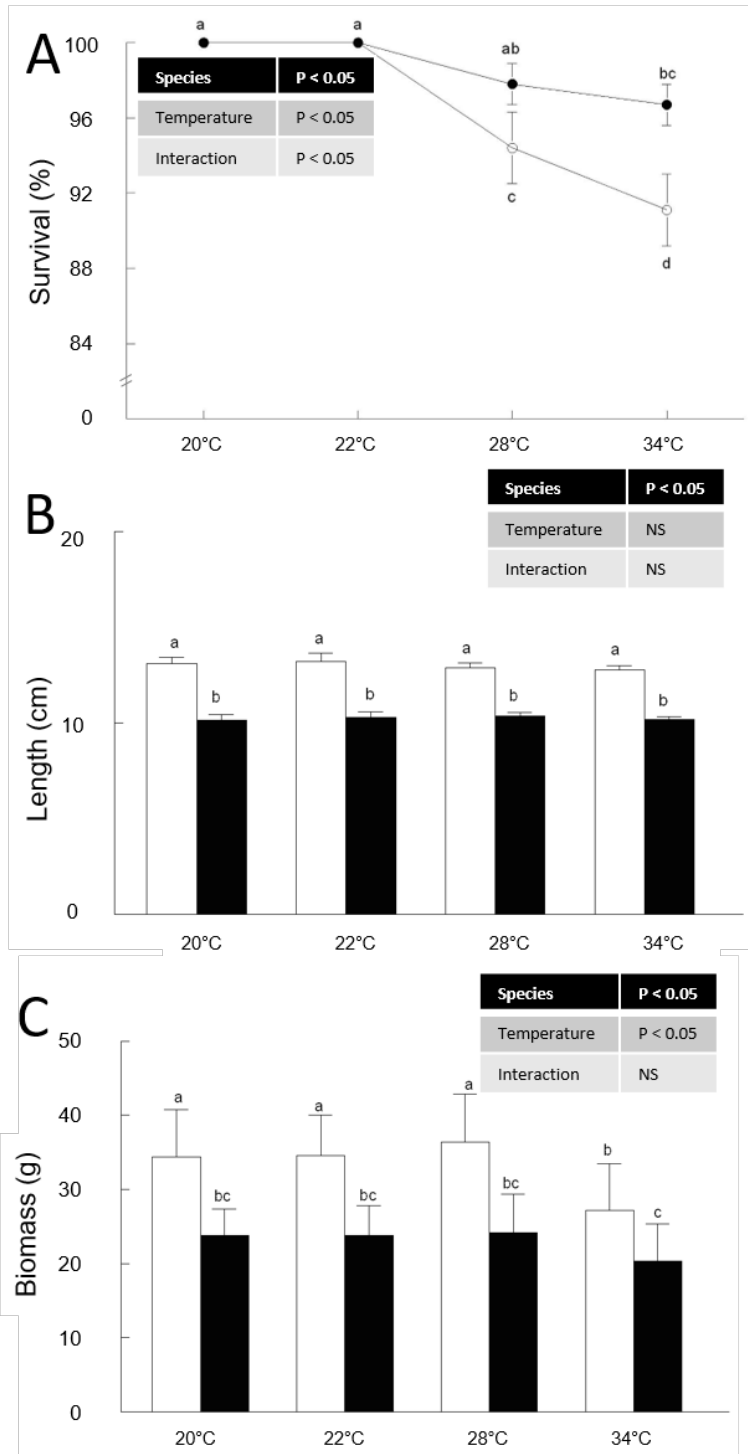 A
a a ab bc
c
d
Species P < 0.05
Temperature P < 0.05
Interaction P < 0.05
Survival (%)
100
96
92
88
84
0
20°C 22°C 28°C 34°C
B
Species P < 0.05
Temperature NS
Interaction NS
Length (cm)
20
10
0
a b a b a b a b
20°C 22°C 28°C 34°C
C
Species P < 0.05
Temperature P < 0.05
Interaction NS
Biomass (g)
50
40
30
20
10
0
a bc a bc a bc b c
20°C 22°C 28°C 34°C